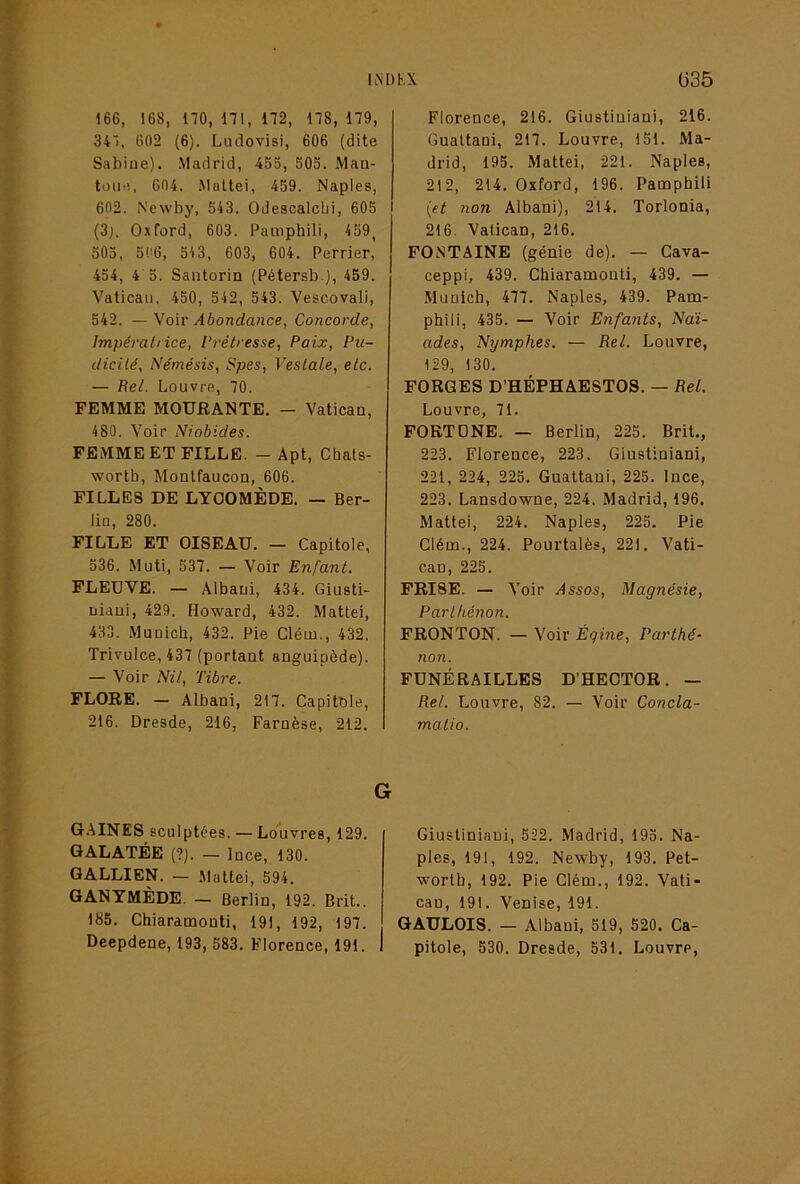 INDEX 635
166, 168, 170, 171, 172, 178, 179,
602 (6). Ludovisi, 606 (dite
Sabine). Madrid, 455, 505. Man-
toue, 604. Mattei, 459. Naples,
602. Newby, 543. Odescalchi, 605
(3). Oxford, 603. Pamphili, 459,
505, 506, 543, 603, 604. Perrier,
454, 5. Santorin (Pétersb.), 459.
Vatican, 450, 542, 543. Vescovali,
542. — Voir Abondance, Concorde,
Impératrice, Prêtresse, Paix, Pu-
dicité, Némésis, Spes, Vestale, etc.
— Rel. Louvre, 70.
FEMME MOURANTE. — Vatican,
480. Voir Niobides.
FEMME ET FILLE. — Apt, Chats-
worth, Montfaucon, 606.
FILLES DE LYCOMÈDE. — Ber-
lin, 280.
FILLE ET OISEAU. — Capitole,
536. Muti, 537. — Voir Enfant.
FLEUVE. — Albani, 434. Giusti-
niani, 429. Howard, 432. Mattei,
433. Munich, 432. Pie Clém., 432.
Trivulce, 437 (portant anguipède).
— Voir Nil, Tibre.
FLORE. — Albani, 217. Capitole,
216. Dresde, 216, Farnèse, 212.
Florence, 216. Giustiniani, 216.
Guattani, 217. Louvre, 151. Ma-
drid, 195. Mattei, 221. Naples,
212, 214. Oxford, 196. Pamphili
(et non Albani), 214. Torlonia,
216. Vatican, 216.
FONTAINE (génie de). — Cava-
ceppi, 439. Chiaramonti, 439. —
Munich, 477. Naples, 439. Pam-
phili, 435. — Voir Enfants, Naï-
ades, Nymphes. — Rel. Louvre,
129, 130.
FORGES D'HÉPHAESTOS. — Rel.
Louvre, 71.
FORTUNE. — Berlin, 225. Brit.,
223. Florence, 223. Giustiniani,
221, 224, 225. Guattani, 225. Ince,
223. Lansdowne, 224. Madrid, 196.
Mattei, 224. Naples, 225. Pie
Clém., 224. Pourtalès, 221. Vati-
can, 225.
FRISE. — Voir Assos, Magnésie,
Parthénon.
FRONTON. — Voir Égine, Parthé-
non.
FUNÉRAILLES D'HECTOR. —
Rel. Louvre, 82. — Voir Concla-
matio.
G
GAINES sculptées. — Louvres, 129.
GALATÉE (?). — Ince, 130.
GALLIEN. — Mattei, 594.
GANYMÈDE. — Berlin, 192. Brit..
185. Chiaramonti, 191, 192, 197.
Deepdene, 193, 583. Florence, 191.
Giustiniani, 522. Madrid, 195. Na-
ples, 191, 192. Newby, 193. Pet-
worth, 192. Pie Clém., 192. Vati-
can, 191. Venise, 191.
GAULOIS. — Albani, 519, 520. Ca-
pitole, 530. Dresde, 531. Louvre,